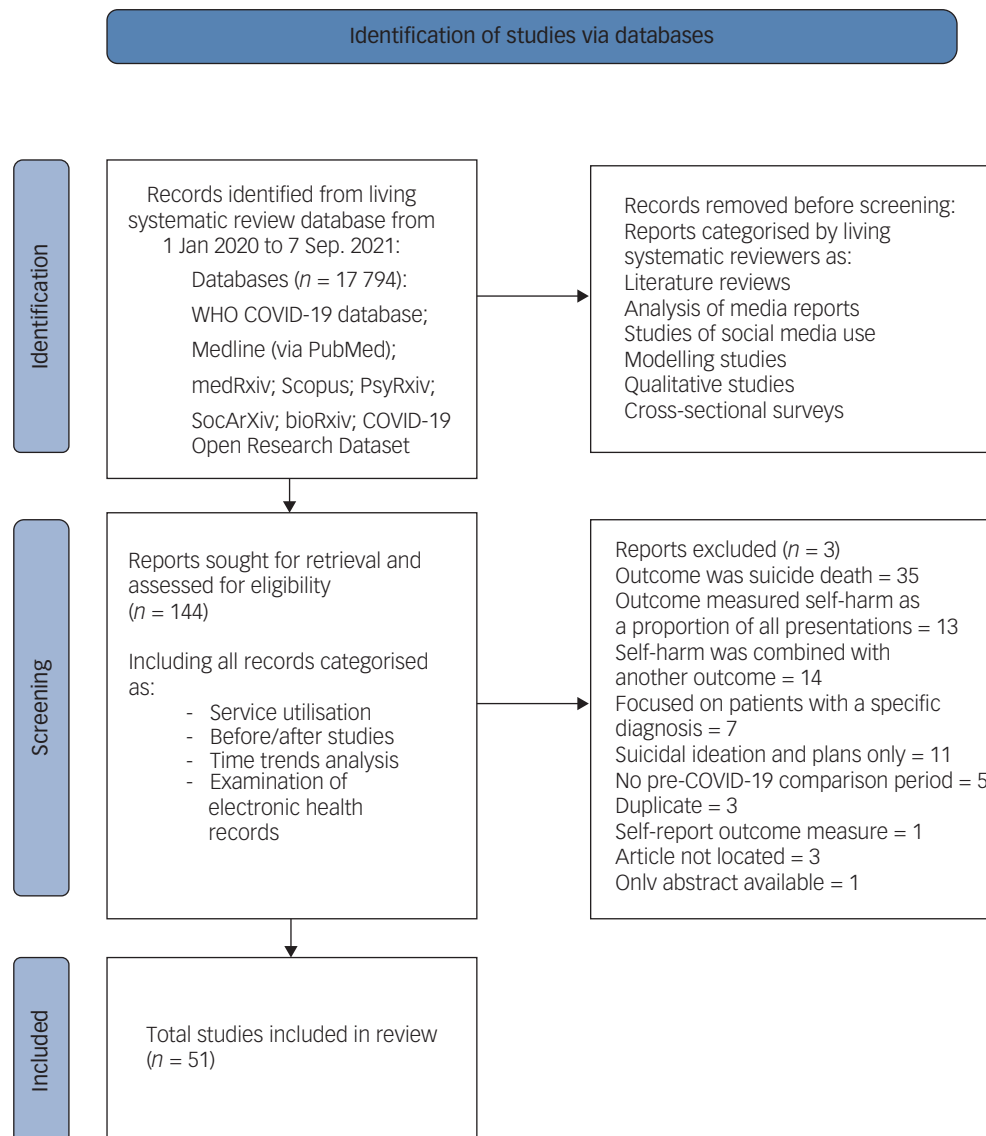 Identification of studies via databases
Identification
Records identified from living
systematic review database from
1 Jan 2020 to 7 Sep. 2021:
Databases (n = 17 794):
WHO COVID-19 database;
Medline (via PubMed);
medRxiv; Scopus; PsyRxiv;
SocArXiv; bioRxiv; COVID-19
Open Research Dataset
Records removed before screening:
Reports categorised by living
systematic reviewers as:
Literature reviews
Analysis of media reports
Studies of social media use
Modelling studies
Qualitative studies
Cross-sectional surveys
Screening
Reports sought for retrieval and
assessed for eligibility
(n = 144)
Including all records categorised
as:
- Service utilisation
- Before/after studies
- Time trends analysis
- Examination of
electronic health
records
Reports excluded (n = 3)
Outcome was suicide death = 35
Outcome measured self-harm as
a proportion of all presentations = 13
Self-harm was combined with
another outcome = 14
Focused on patients with a specific
diagnosis = 7
Suicidal ideation and plans only = 11
No pre-COVID-19 comparison period = 5
Duplicate = 3
Self-report outcome measure = 1
Article not located = 3
Only abstract available = 1
Included
Total studies included in review
(n = 51)